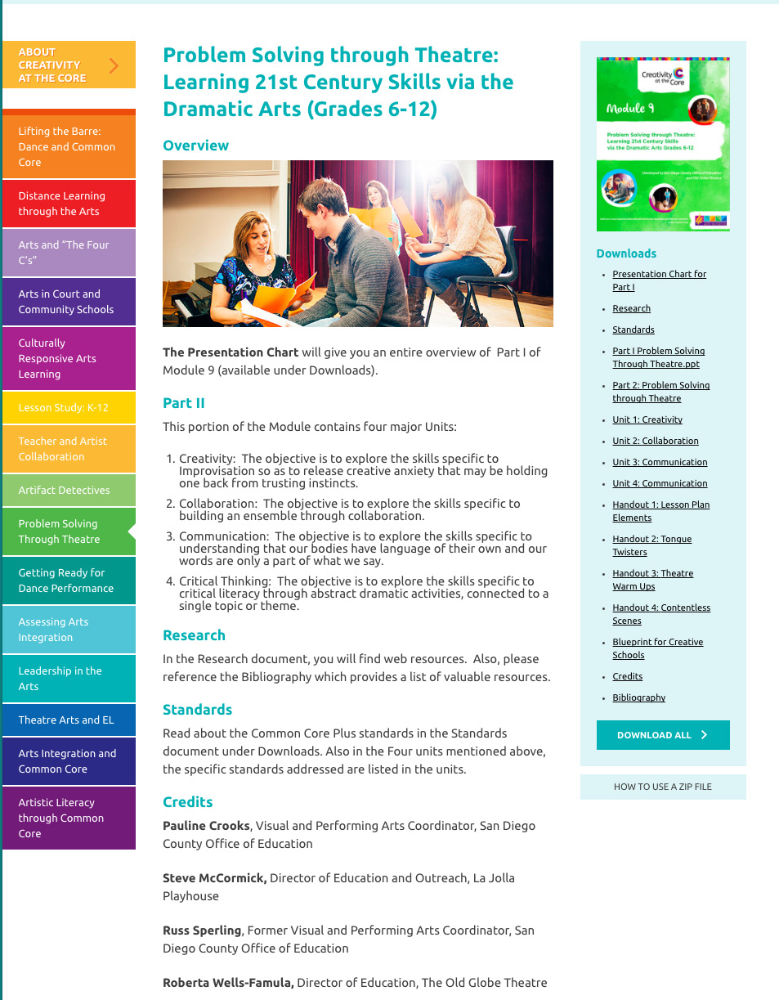 ABOUT
CREATIVITY
AT THE CORE
Lifting the Barre:
Dance and Common
Core
Distance Learning
through the Arts
Arts and “The Four
C’s”
Arts in Court and
Community Schools
Culturally
Responsive Arts
Learning
Lesson Study: K-12
Teacher and Artist
Collaboration
Artifact Detectives
Problem Solving
Through Theatre
Getting Ready for
Dance Performance
Assessing Arts
Integration
Leadership in the
Arts
Theatre Arts and EL
Arts Integration and
Common Core
Artistic Literacy
through Common
Core
Problem Solving through Theatre:
Learning 21st Century Skills via the
Dramatic Arts (Grades 6-12)
Overview
The Presentation Chart will give you an entire overview of  Part I of
Module 9 (available under Downloads).
Part II
This portion of the Module contains four major Units:
1. Creativity:  The objective is to explore the skills specific to
Improvisation so as to release creative anxiety that may be holding
one back from trusting instincts.
2. Collaboration:  The objective is to explore the skills specific to
building an ensemble through collaboration.
3. Communication:  The objective is to explore the skills specific to
understanding that our bodies have language of their own and our
words are only a part of what we say.
4. Critical Thinking:  The objective is to explore the skills specific to
critical literacy through abstract dramatic activities, connected to a
single topic or theme.
Research
In the Research document, you will find web resources.  Also, please
reference the Bibliography which provides a list of valuable resources.
Standards
Read about the Common Core Plus standards in the Standards
document under Downloads. Also in the Four units mentioned above,
the specific standards addressed are listed in the units.
Credits
Pauline Crooks, Visual and Performing Arts Coordinator, San Diego
County Office of Education
Steve McCormick, Director of Education and Outreach, La Jolla
Playhouse
Russ Sperling, Former Visual and Performing Arts Coordinator, San
Diego County Office of Education
Roberta Wells-Famula, Director of Education, The Old Globe Theatre
Creativity
at the Core
Module 9
Problem Solving through Theatre:
Learning 21st Century Skills
via the Dramatic Arts Grades 6-12
Developed by San Diego County Office of Education
and Old Globe Theatre
Downloads
• Presentation Chart for
Part I
• Research
• Standards
• Part I Problem Solving
Through Theatre.ppt
• Part 2: Problem Solving
through Theatre
• Unit 1: Creativity
• Unit 2: Collaboration
• Unit 3: Communication
• Unit 4: Communication
• Handout 1: Lesson Plan
Elements
• Handout 2: Tongue
Twisters
• Handout 3: Theatre
Warm Ups
• Handout 4: Contentless
Scenes
• Blueprint for Creative
Schools
• Credits
• Bibliography
DOWNLOAD ALL
HOW TO USE A ZIP FILE